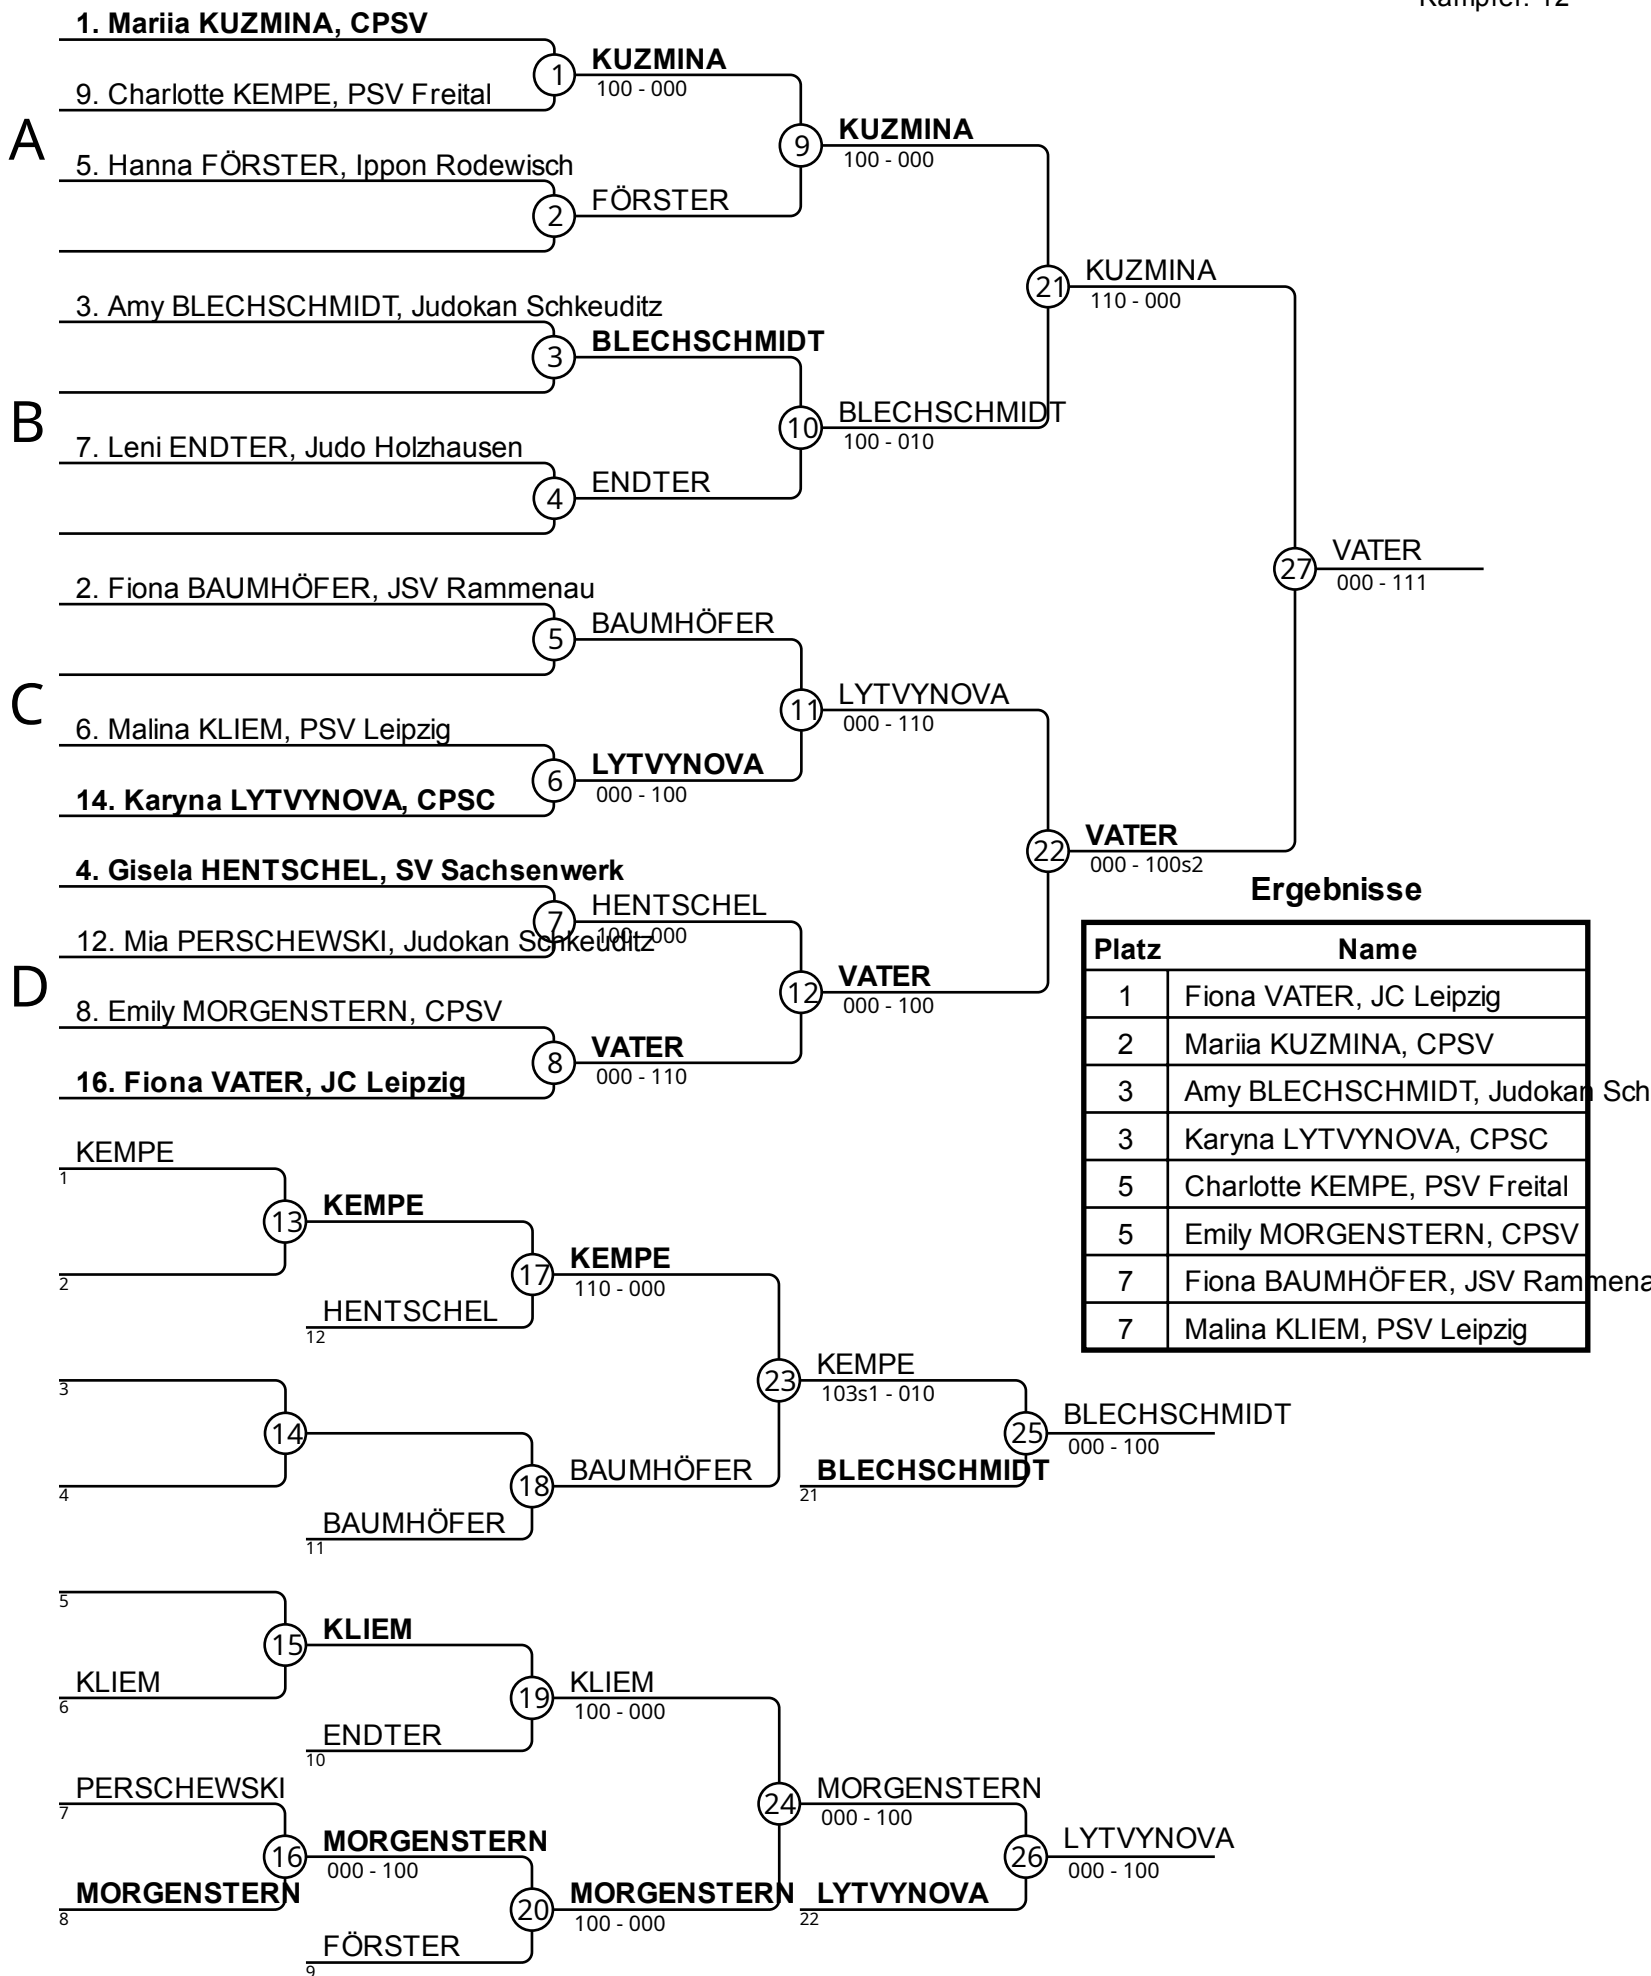 Kämpfer: 12
1. Mariia KUZMINA, CPSV
9. Charlotte KEMPE, PSV Freital
1
KUZMINA
100 - 000
A
5. Hanna FÖRSTER, Ippon Rodewisch
2
FÖRSTER
9
KUZMINA
100 - 000
3. Amy BLECHSCHMIDT, Judokan Schkeuditz
3
BLECHSCHMIDT
B
7. Leni ENDTER, Judo Holzhausen
4
ENDTER
10
BLECHSCHMIDT
100 - 010
21
KUZMINA
110 - 000
2. Fiona BAUMHÖFER, JSV Rammenau
5
BAUMHÖFER
C
6. Malina KLIEM, PSV Leipzig
14. Karyna LYTVYNOVA, CPSC
6
LYTVYNOVA
000 - 100
11
LYTVYNOVA
000 - 110
4. Gisela HENTSCHEL, SV Sachsenwerk
12. Mia PERSCHEWSKI, Judokan Schkeuditz
7
HENTSCHEL
100 - 000
D
8. Emily MORGENSTERN, CPSV
16. Fiona VATER, JC Leipzig
8
VATER
000 - 110
12
VATER
000 - 100
22
VATER
000 - 100s2
27
VATER
000 - 111
Ergebnisse
Platz Name
1 Fiona VATER, JC Leipzig
2 Mariia KUZMINA, CPSV
3 Amy BLECHSCHMIDT, Judokan Sch
3 Karyna LYTVYNOVA, CPSC
5 Charlotte KEMPE, PSV Freital
5 Emily MORGENSTERN, CPSV
7 Fiona BAUMHÖFER, JSV Rammena
7 Malina KLIEM, PSV Leipzig
KEMPE
1
2
13
KEMPE
HENTSCHEL
12
17
KEMPE
110 - 000
3
4
14
BAUMHÖFER
11
18
BAUMHÖFER
23
KEMPE
103s1 - 010
BLECHSCHMIDT
21
25
BLECHSCHMIDT
000 - 100
5
KLIEM
6
15
KLIEM
ENDTER
10
19
KLIEM
100 - 000
PERSCHEWSKI
7
MORGENSTERN
8
16
MORGENSTERN
000 - 100
FÖRSTER
9
20
MORGENSTERN
100 - 000
24
MORGENSTERN
000 - 100
LYTVYNOVA
22
26
LYTVYNOVA
000 - 100